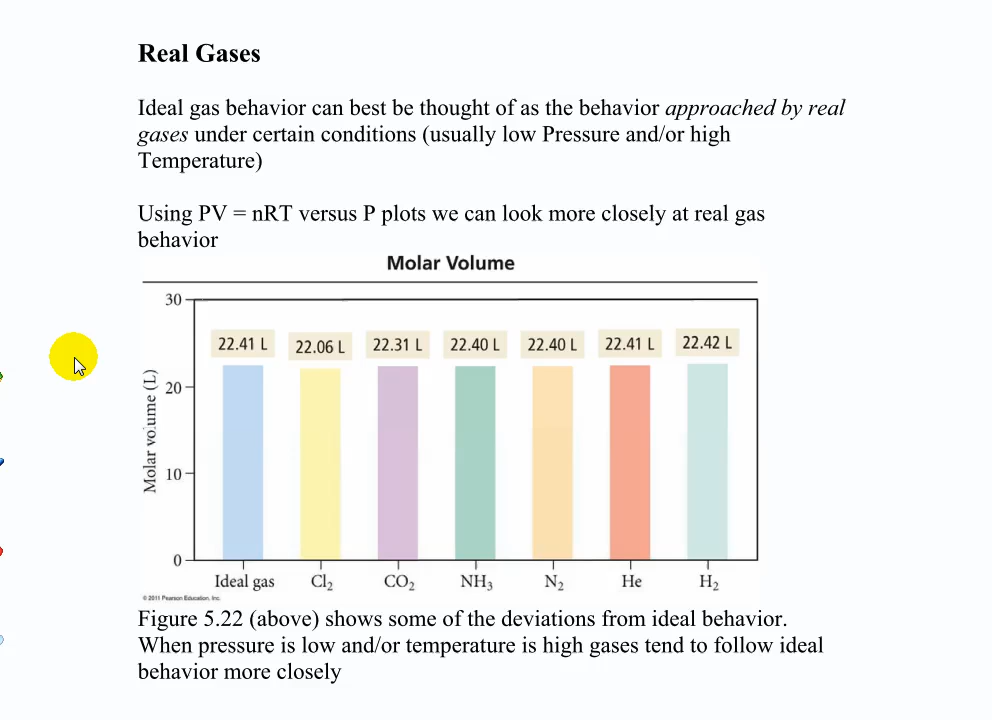 Real Gases
Ideal gas behavior can best be thought of as the behavior approached by real
gases under certain conditions (usually low Pressure and/or high
Temperature)
Using PV = nRT versus P plots we can look more closely at real gas
behavior
Molar Volume
30
22.41 L 22.06 L 22.31 L 22.40 L 22.40 L 22.41 L 22.42 L
20
Molar volume (L)
10
0
Ideal gas Cl₂ CO₂ NH₃ N₂ He H₂
© 2011 Pearson Education, Inc.
Figure 5.22 (above) shows some of the deviations from ideal behavior.
When pressure is low and/or temperature is high gases tend to follow ideal
behavior more closely